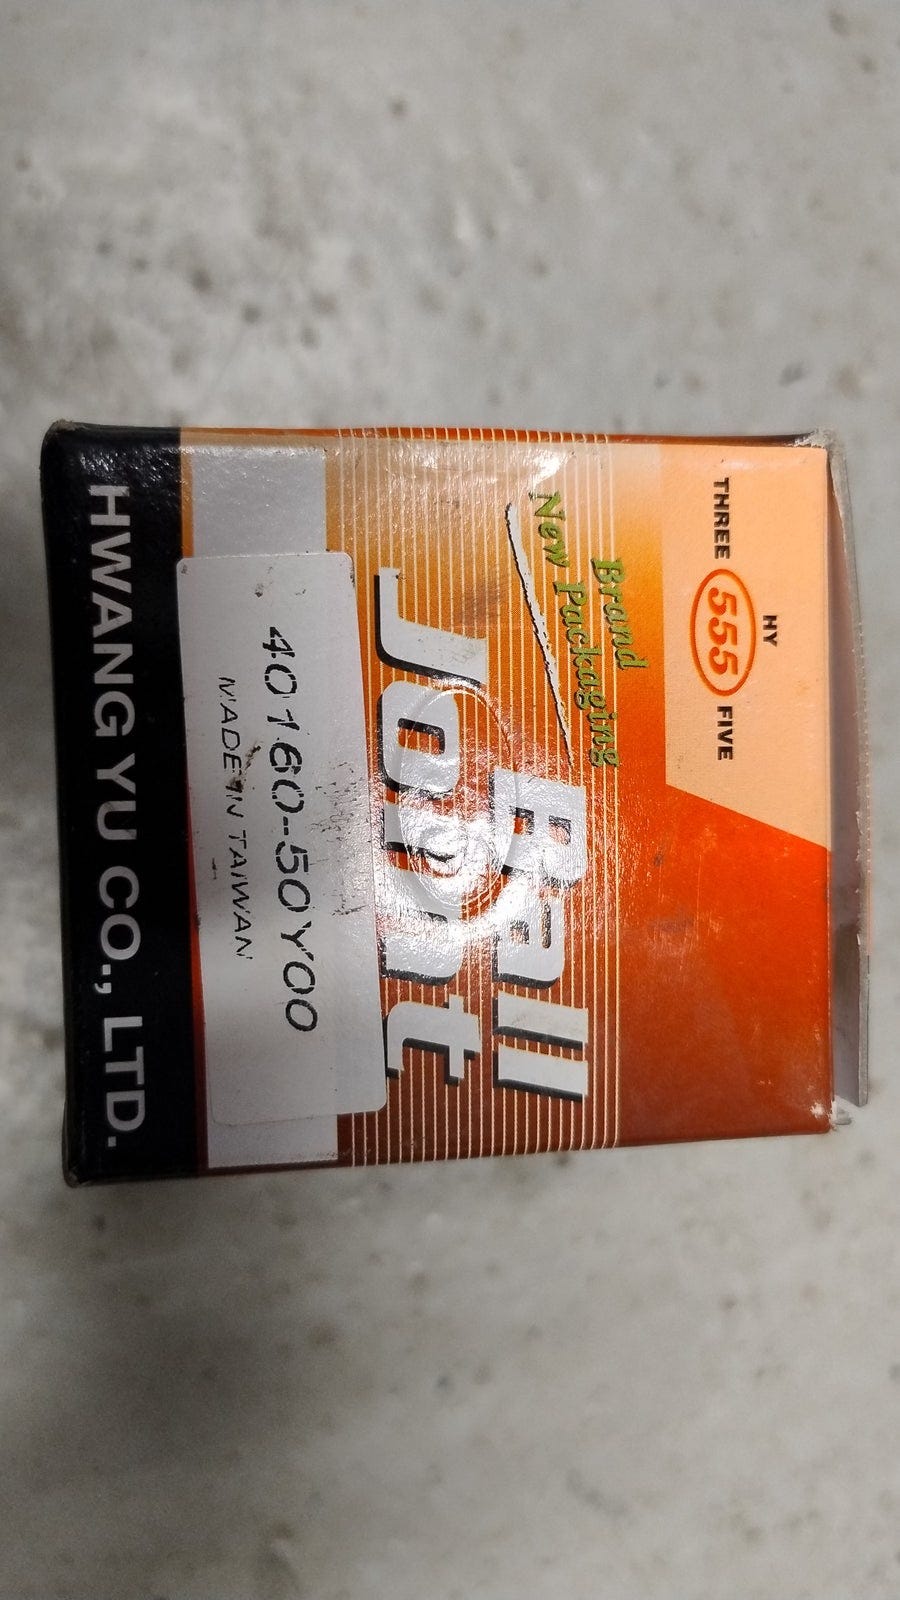 HY
THREE 555 FIVE
Brand
New Packaging
Ball
Joint
40160-50Y00
MADE IN TAIWAN
HWANG YU CO., LTD.